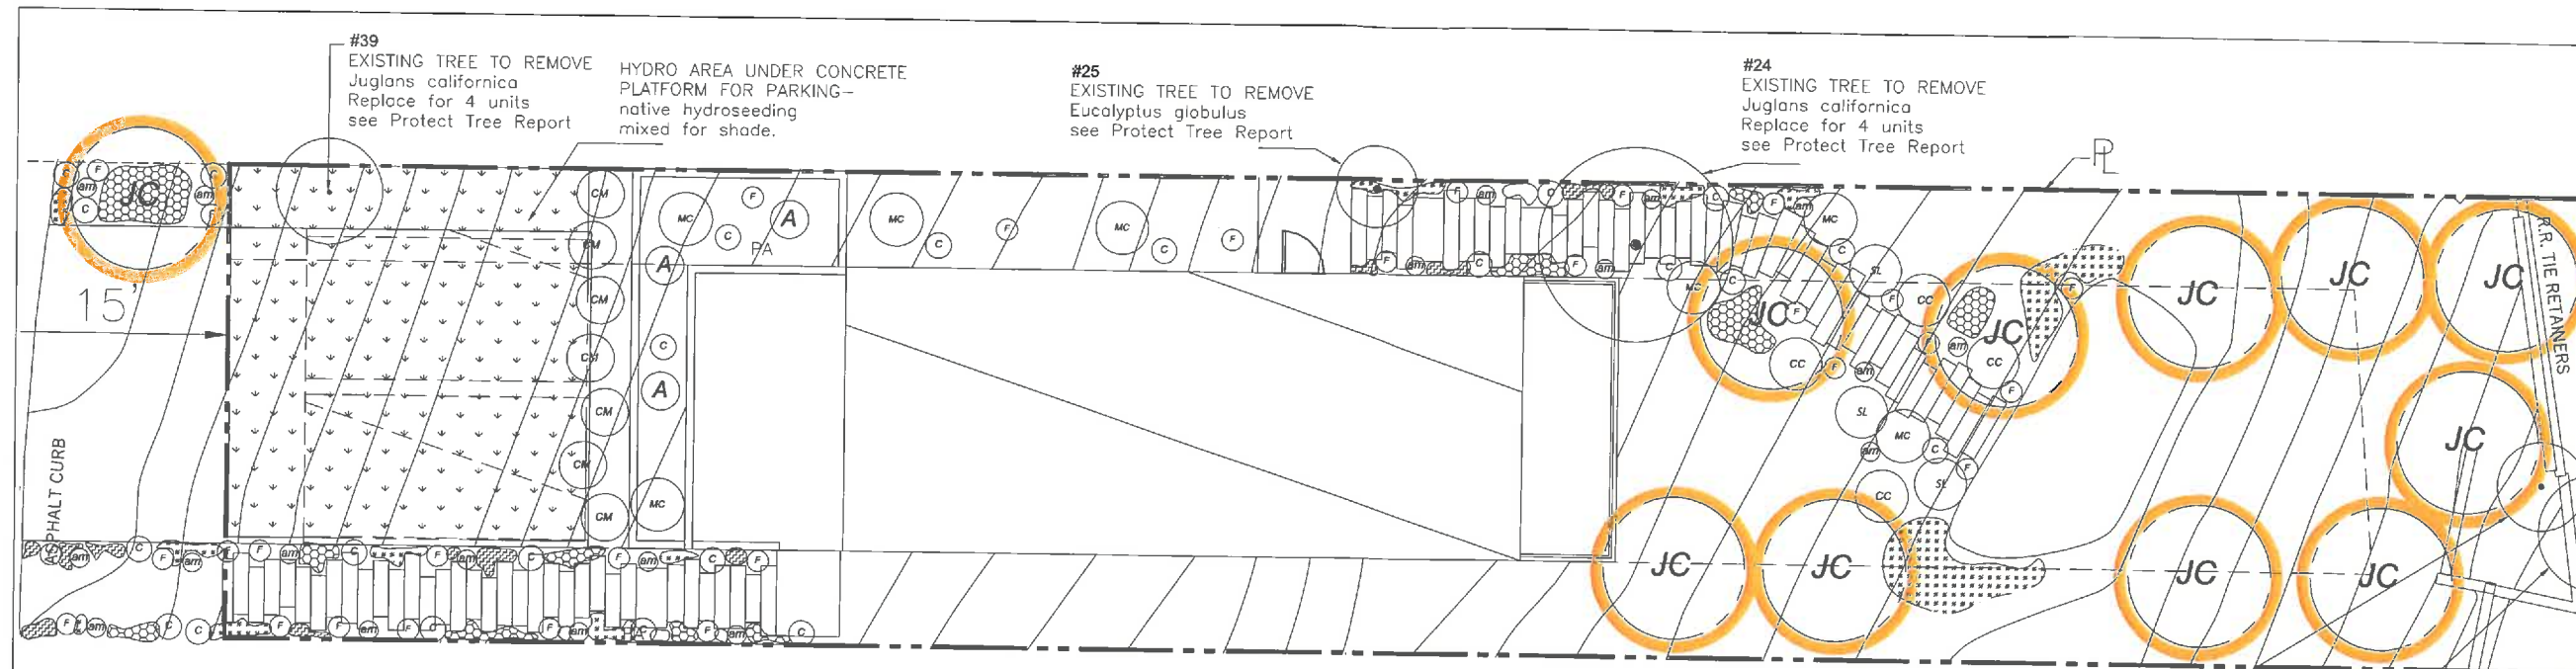 #39
EXISTING TREE TO REMOVE
Juglans californica
Replace for 4 units
see Protect Tree Report
HYDRO AREA UNDER CONCRETE
PLATFORM FOR PARKING–
native hydroseeding
mixed for shade.
#25
EXISTING TREE TO REMOVE
Eucalyptus globulus
see Protect Tree Report
#24
EXISTING TREE TO REMOVE
Juglans californica
Replace for 4 units
see Protect Tree Report
PL
JC
15'
CM
CM
CM
CM
CM
CM
CM
MC
F
C
A
PA
A
C
A
MC
MC
C
F
MC
C
F
MC
SL
CC
MC
JC
CC
JC
CC
SL
MC
SL
CC
JC
JC
JC
JC
JC
JC
JC
JC
R.R. TIE RETAINERS
PHALT CURB